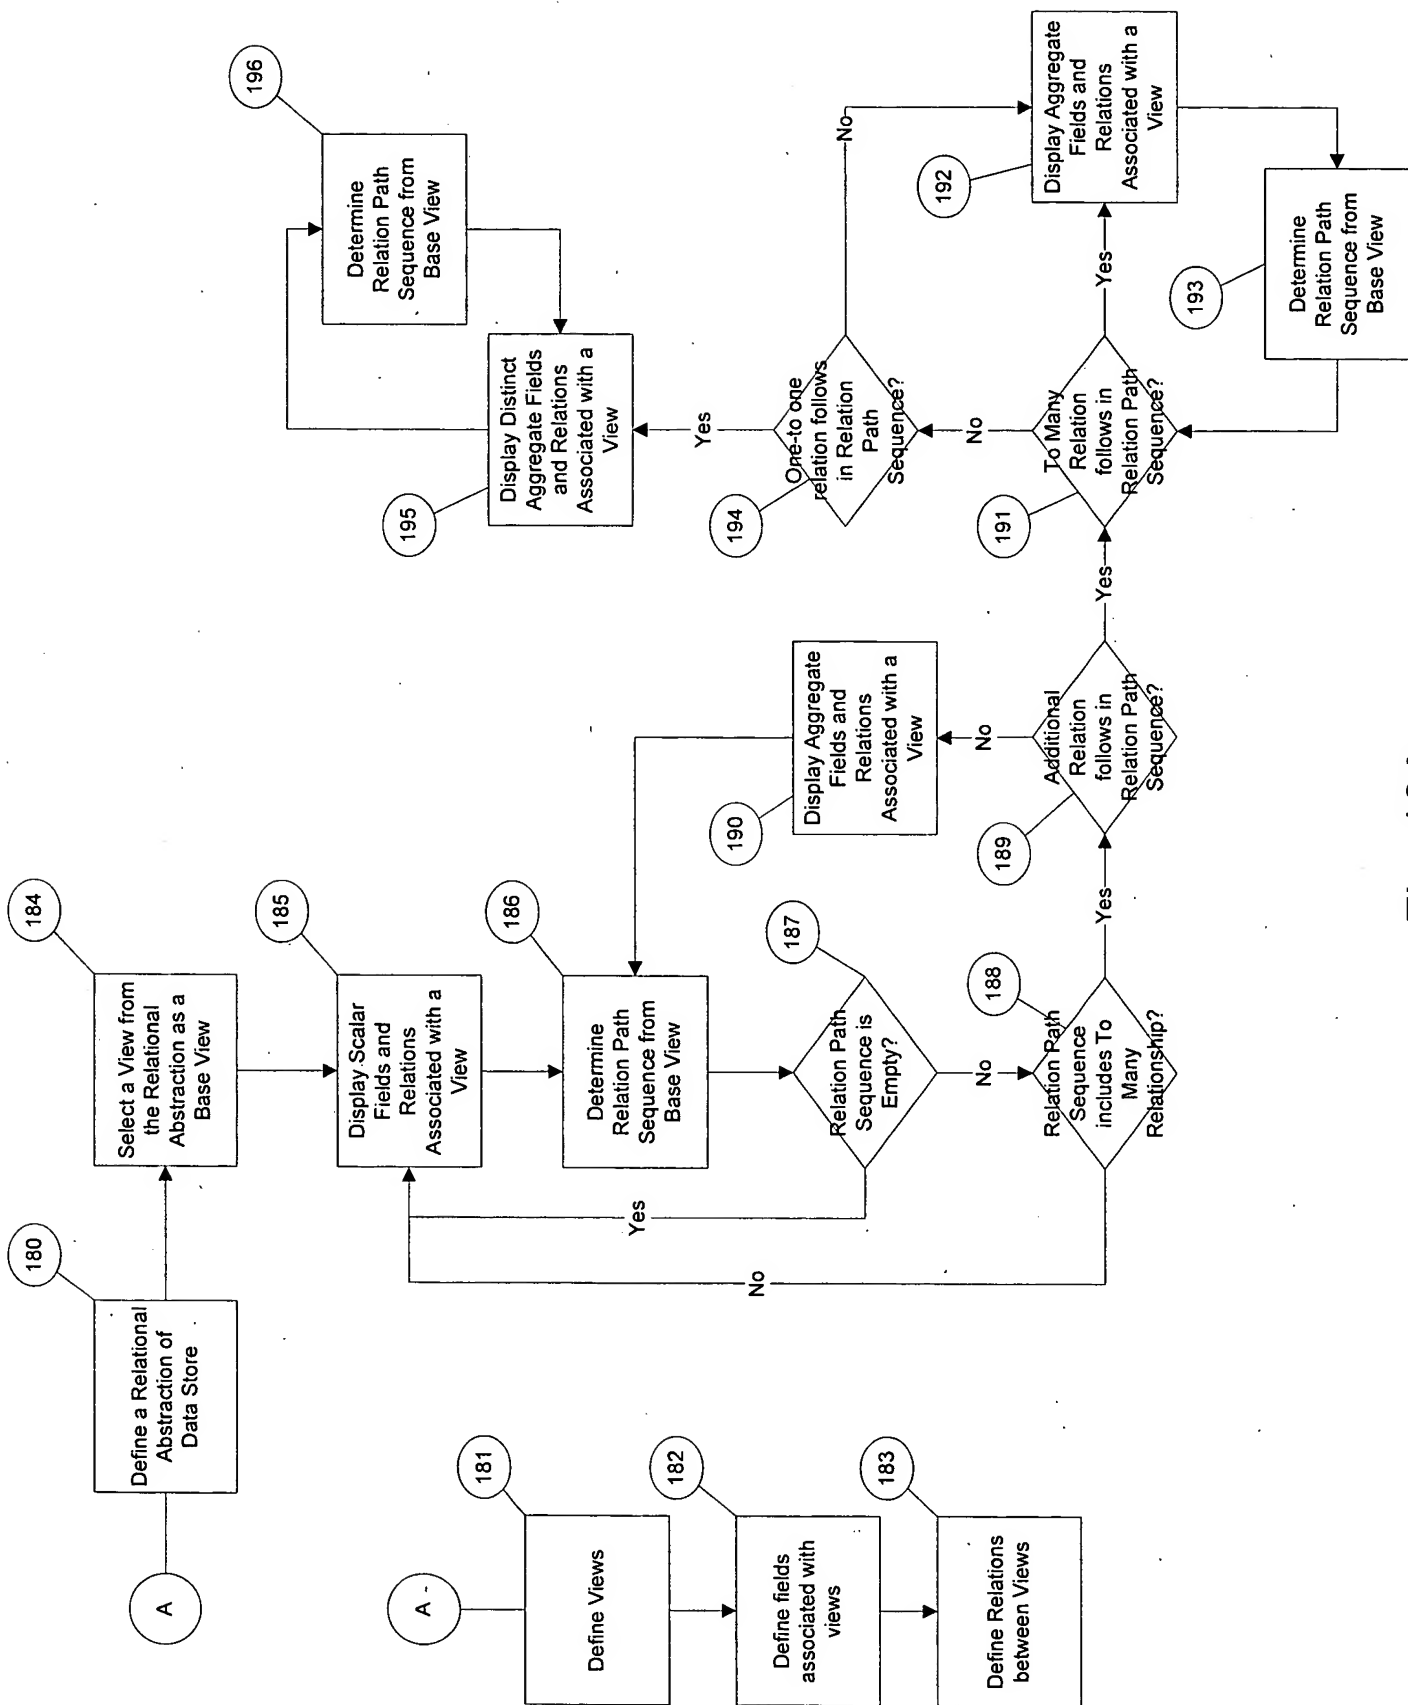 A
Define a Relational
Abstraction of
Data Store
180
Select a View from
the Relational
Abstraction as a
Base View
184
A
Define Views
181
Define fields
associated with
views
182
Define Relations
between Views
183
Display Scalar
Fields and
Relations
Associated with a
View
185
Determine
Relation Path
Sequence from
Base View
186
Relation Path
Sequence is
Empty?
187
Yes
No
Relation Path
Sequence
includes To
Many
Relationship?
188
No
Yes
Additional
Relation
follows in
Relation Path
Sequence?
189
No
Yes
Display Aggregate
Fields and
Relations
Associated with a
View
190
To Many
Relation
follows in
Relation Path
Sequence?
191
No
Yes
Display Aggregate
Fields and
Relations
Associated with a
View
192
Determine
Relation Path
Sequence from
Base View
193
One-to one
relation follows
in Relation
Path
Sequence?
194
Yes
No
Display Distinct
Aggregate Fields
and Relations
Associated with a
View
195
Determine
Relation Path
Sequence from
Base View
196